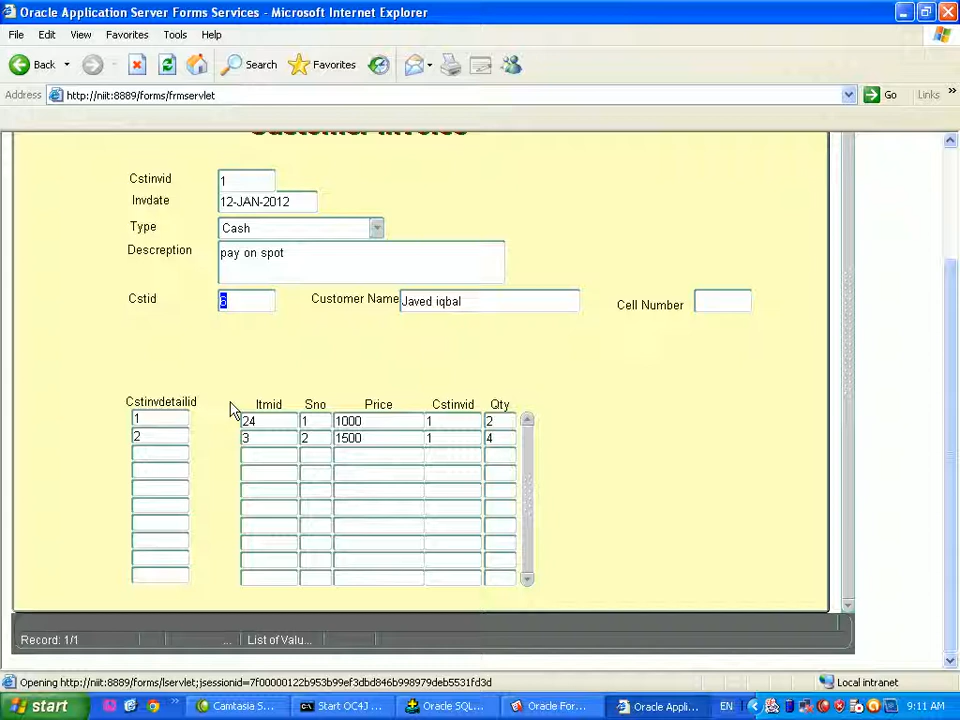 Oracle Application Server Forms Services - Microsoft Internet Explorer
File Edit View Favorites Tools Help
Back Search Favorites
Address http://niit:8889/forms/frmservlet Go Links »
Customer Invoice
Cstinvid 1
Invdate 12-JAN-2012
Type Cash
Descreption pay on spot
Cstid 6 Customer Name Javed iqbal Cell Number
Cstinvdetailid Itmid Sno Price Cstinvid Qty
1 24 1 1000 1 2
2 3 2 1500 1 4
Record: 1/1 ... List of Valu...
Opening http://niit:8889/forms/lservlet;jsessionid=7f00000122b953b99ef3dbd846b998979deb5531fd3d Local intranet
start » Camtasia S... Start OC4J ... Oracle SQL... Oracle For... Oracle Appli... EN 9:11 AM